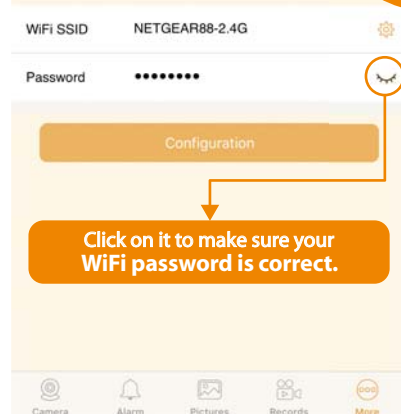 WiFi SSID NETGEAR88-2.4G
Password ••••••••
Configuration
Click on it to make sure your
WiFi password is correct.
Camera Alarm Pictures Records More